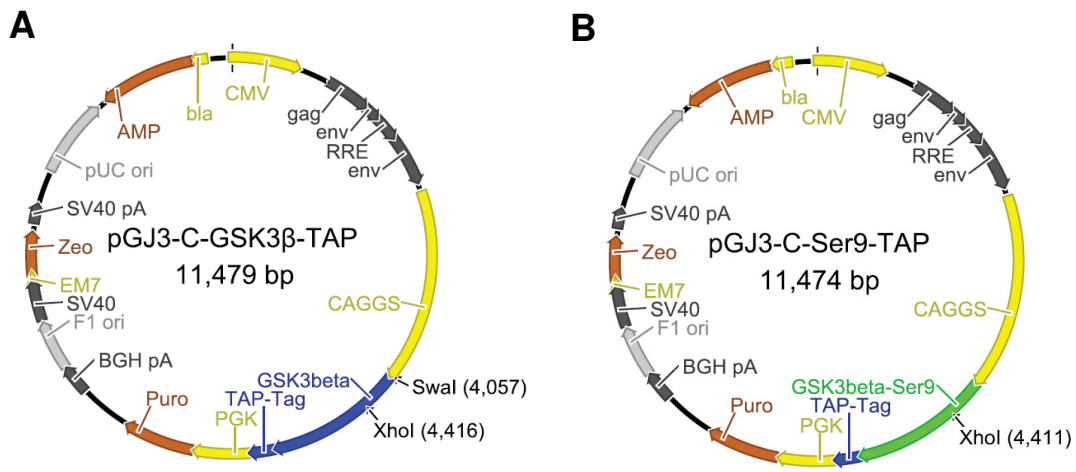 A
bla
CMV
AMP
gag
env
RRE
env
pUC ori
SV40 pA
pGJ3-C-GSK3β-TAP
11,479 bp
Zeo
EM7
SV40
F1 ori
CAGGS
BGH pA
GSK3beta
SwaI (4,057)
TAP-Tag
Puro
PGK
XhoI (4,416)
B
bla
CMV
AMP
gag
env
RRE
env
pUC ori
SV40 pA
pGJ3-C-Ser9-TAP
11,474 bp
Zeo
EM7
SV40
F1 ori
CAGGS
BGH pA
GSK3beta-Ser9
TAP-Tag
Puro
PGK
XhoI (4,411)